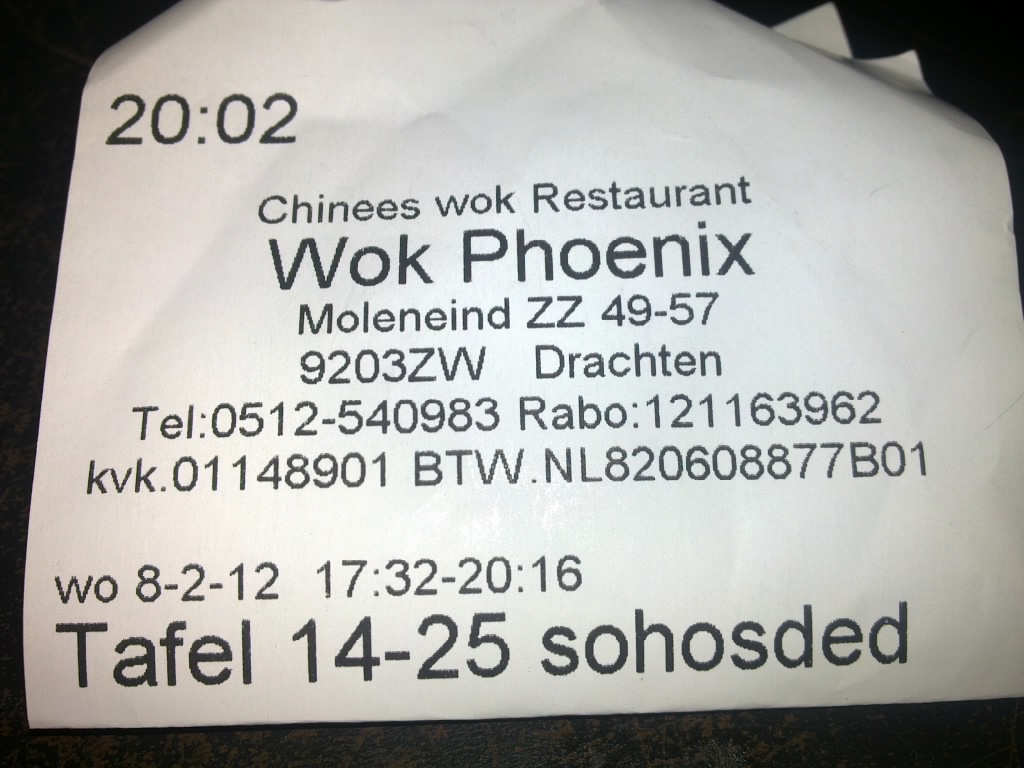 20:02
Chinees wok Restaurant
Wok Phoenix
Moleneind ZZ 49-57
9203ZW Drachten
Tel:0512-540983 Rabo:121163962
kvk.01148901 BTW.NL820608877B01
wo 8-2-12 17:32-20:16
Tafel 14-25 sohosded